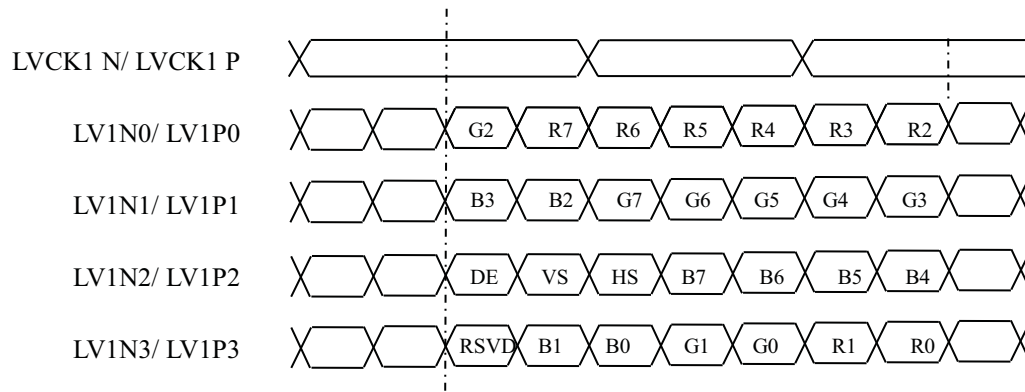 LVCK1 N/ LVCK1 P
LV1N0/ LV1P0 G2 R7 R6 R5 R4 R3 R2
LV1N1/ LV1P1 B3 B2 G7 G6 G5 G4 G3
LV1N2/ LV1P2 DE VS HS B7 B6 B5 B4
LV1N3/ LV1P3 RSVD B1 B0 G1 G0 R1 R0